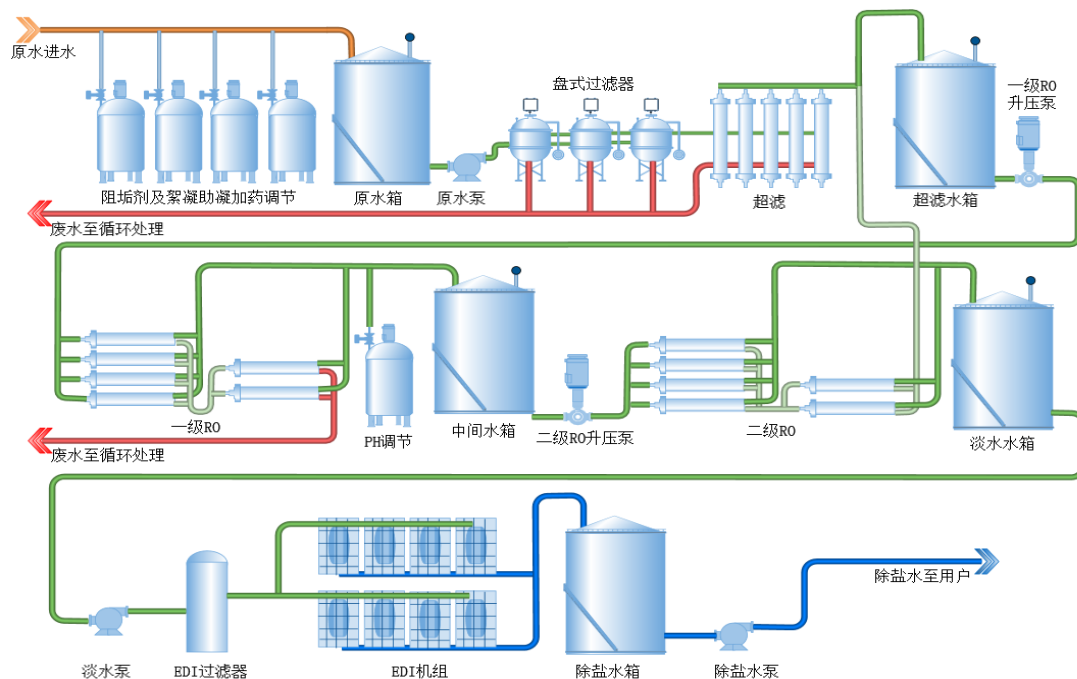 原水进水
盘式过滤器
一级RO
升压泵
阻垢剂及絮凝助凝加药调节
原水箱
原水泵
超滤
超滤水箱
废水至循环处理
一级RO
PH调节
中间水箱
二级RO升压泵
二级RO
淡水水箱
废水至循环处理
除盐水至用户
淡水泵
EDI过滤器
EDI机组
除盐水箱
除盐水泵